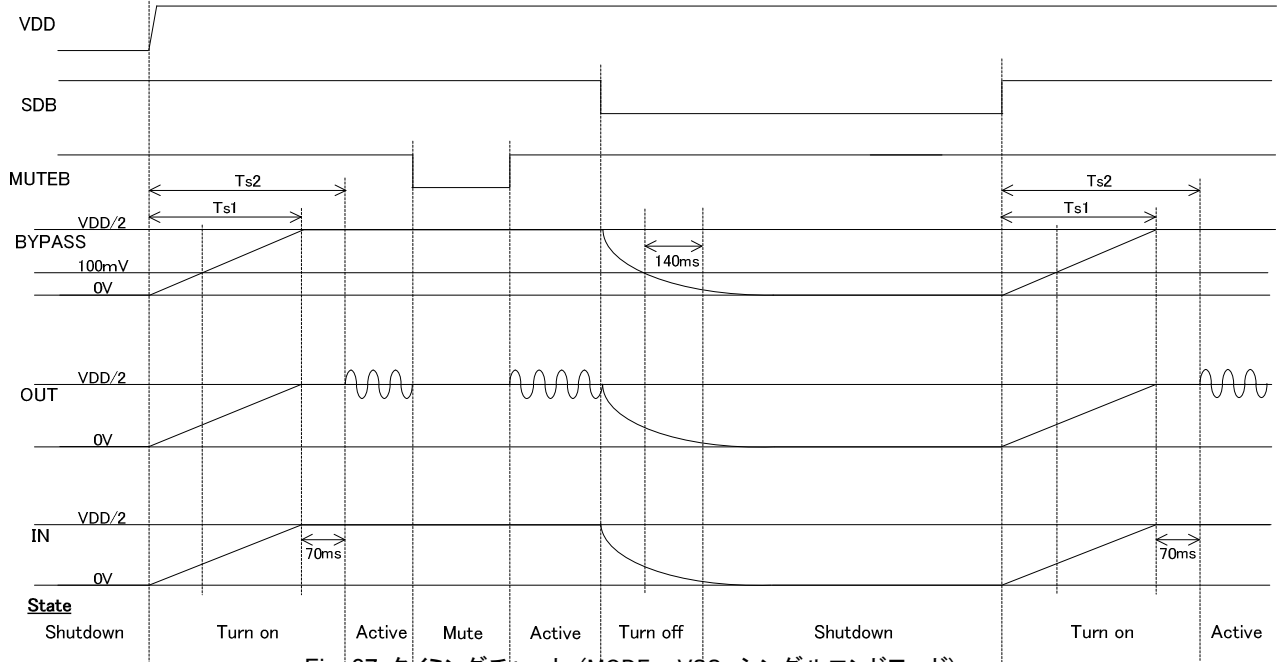 VDD
SDB
MUTEB
Ts2
Ts2
Ts1
Ts1
VDD/2
BYPASS
140ms
100mV
0V
VDD/2
OUT
0V
VDD/2
IN
70ms
70ms
0V
State
Shutdown Turn on Active Mute Active Turn off Shutdown Turn on Active